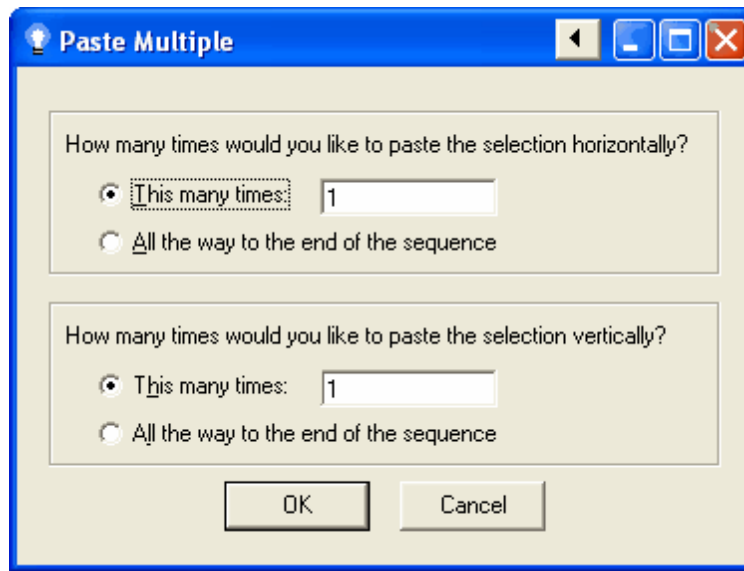 Paste Multiple
How many times would you like to paste the selection horizontally?
This many times: 1
All the way to the end of the sequence
How many times would you like to paste the selection vertically?
This many times: 1
All the way to the end of the sequence
OK Cancel